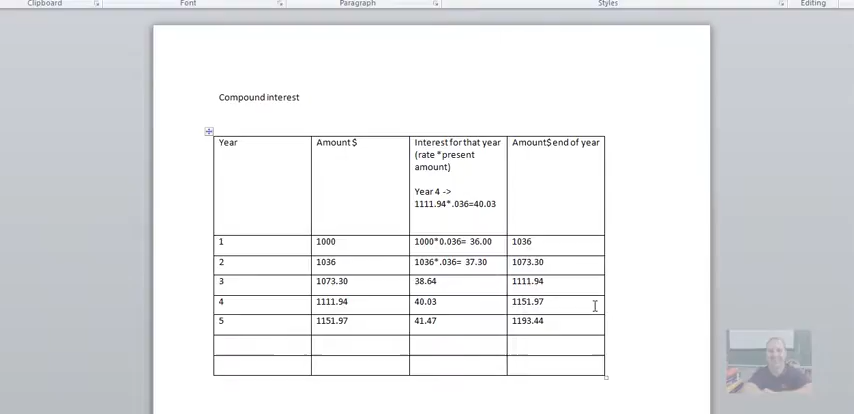 Clipboard Font Paragraph Styles Editing
Compound interest
Year Amount $ Interest for that year Amount$ end of year
(rate *present
amount)
Year 4 ->
1111.94*.036=40.03
1 1000 1000*0.036= 36.00 1036
2 1036 1036*.036= 37.30 1073.30
3 1073.30 38.64 1111.94
4 1111.94 40.03 1151.97
5 1151.97 41.47 1193.44